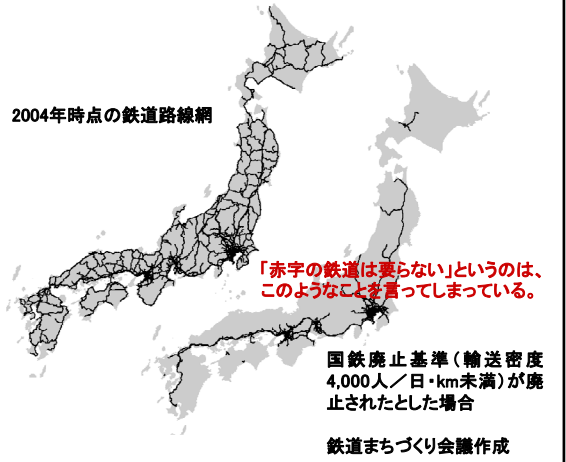 2004年時点の鉄道路線網
「赤字の鉄道は要らない」というのは、
このようなことを言ってしまっている。
国鉄廃止基準（輸送密度
4,000人／日・km未満）が廃
止されたとした場合
鉄道まちづくり会議作成